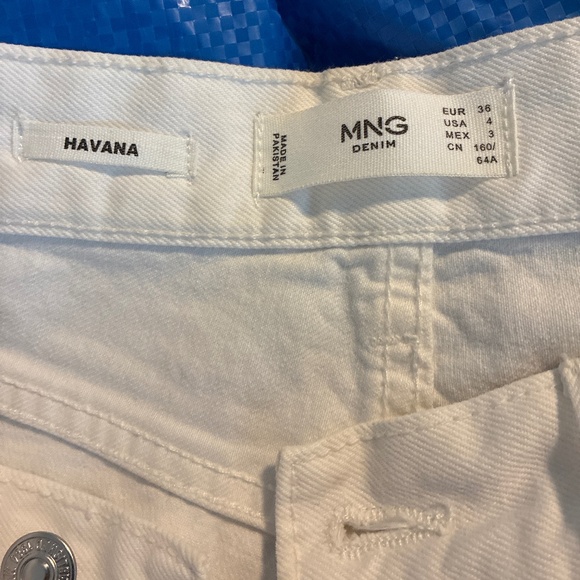 HAVANA
MADE IN
PAKISTAN
MNG
DENIM
EUR 36
USA 4
MEX 3
CN 160/
64A